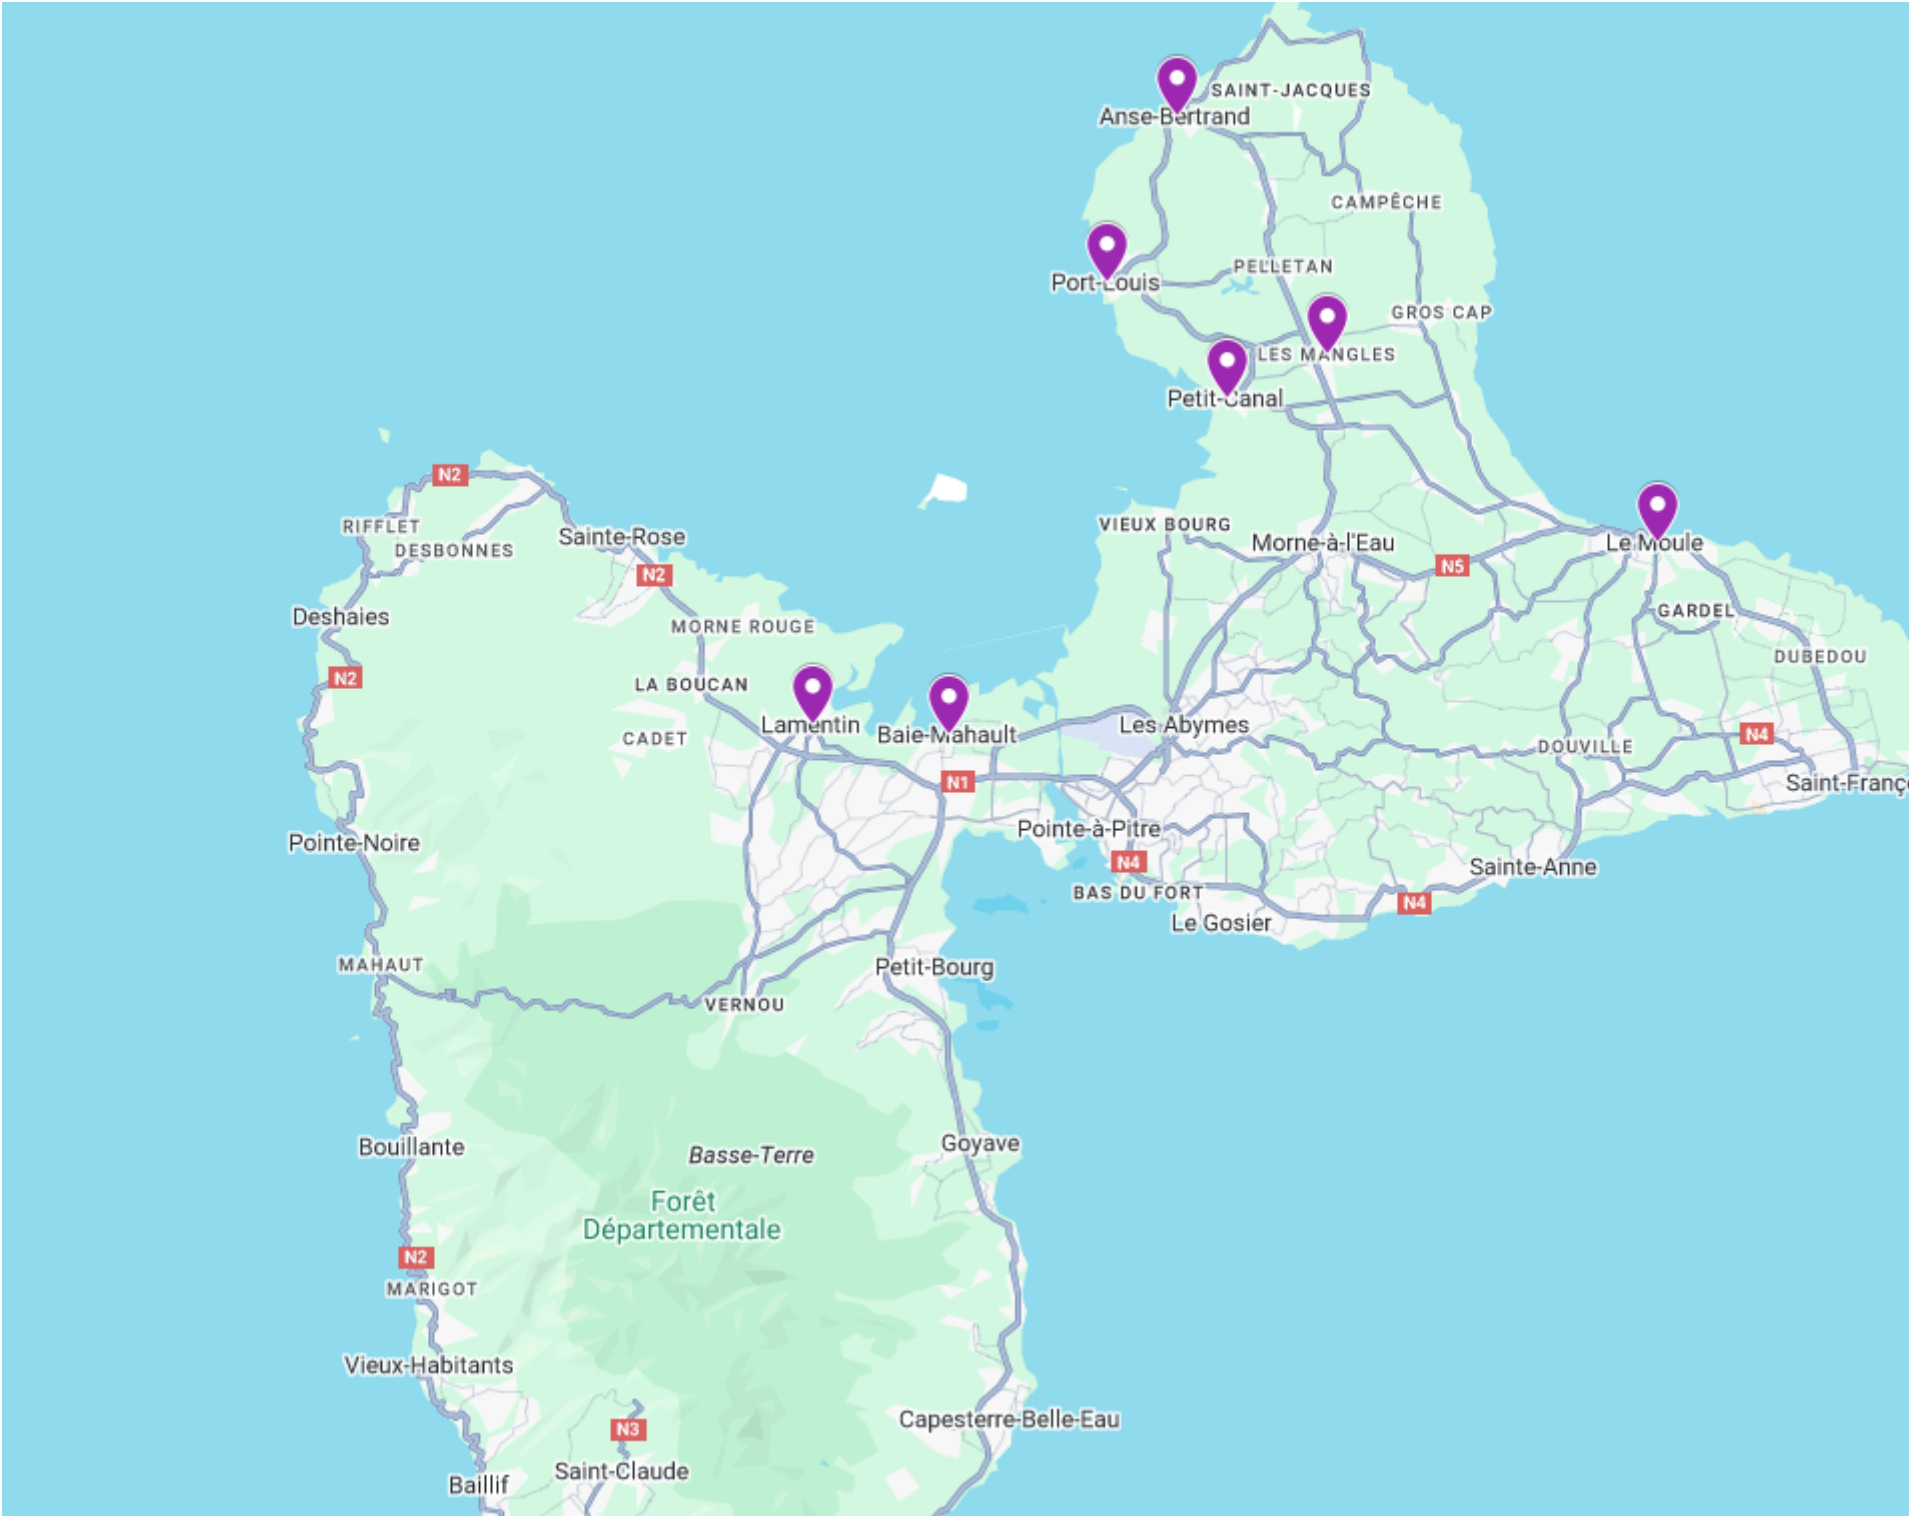 SAINT-JACQUES
Anse-Bertrand
CAMPÊCHE
PELLETAN
Port-Louis
GROS CAP
LES MANGLES
Petit-Canal
N2
RIFFLET
Sainte-Rose
DESBONNES
VIEUX BOURG
Morne-à-l'Eau
Le Moule
N5
N2
Deshaies
GARDEL
MORNE ROUGE
DUBEDOU
N2
LA BOUCAN
Lamentin
Baie-Mahault
Les Abymes
CADET
N4
DOUVILLE
N1
Saint-Franç
Pointe-à-Pitre
Pointe-Noire
N4
Sainte-Anne
BAS DU FORT
N4
Le Gosier
MAHAUT
Petit-Bourg
VERNOU
Bouillante
Goyave
Basse-Terre
Forêt
Départementale
N2
MARIGOT
Vieux-Habitants
Capesterre-Belle-Eau
N3
Saint-Claude
Baillif